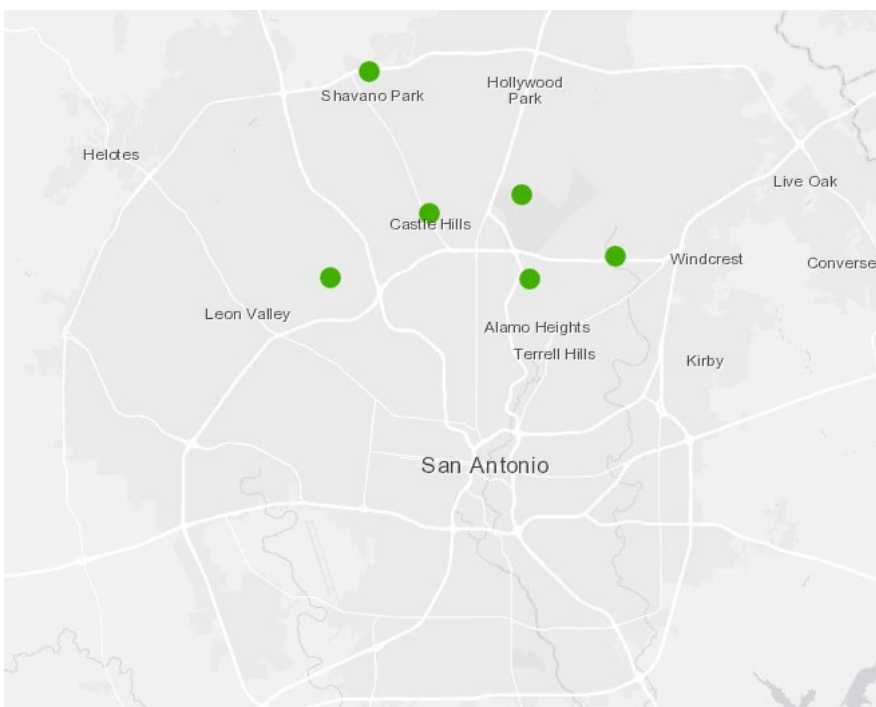 Hollywood
Park
Shavano Park
Helotes
Live Oak
Castle Hills
Windcrest
Converse
Leon Valley
Alamo Heights
Terrell Hills
Kirby
San Antonio